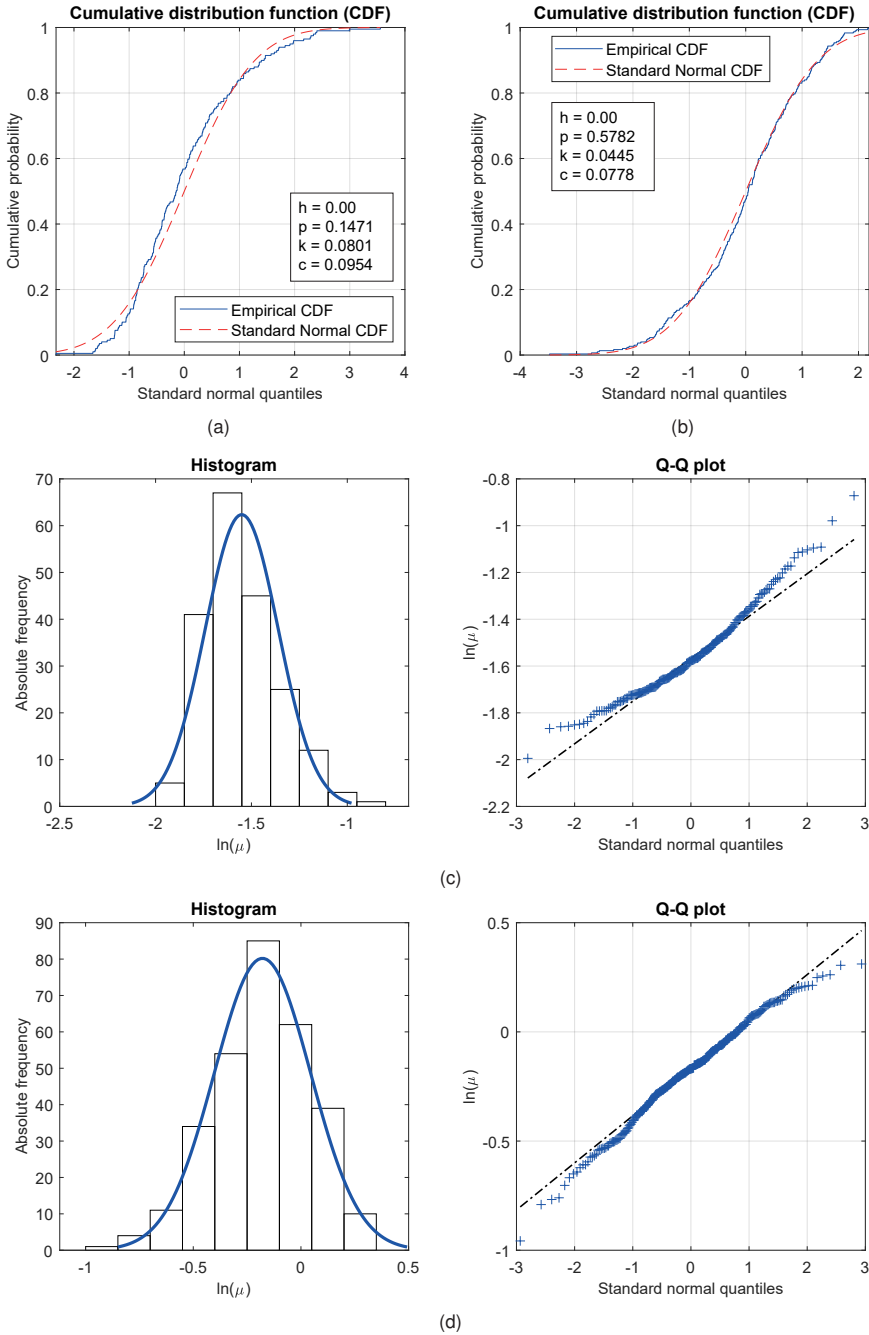 Cumulative distribution function (CDF)
1
0.8
0.6
0.4
0.2
0
Cumulative probability
h = 0.00
p = 0.1471
k = 0.0801
c = 0.0954
Empirical CDF
Standard Normal CDF
-2 -1 0 1 2 3 4
Standard normal quantiles
(a)
Cumulative distribution function (CDF)
1
0.8
0.6
0.4
0.2
0
Cumulative probability
Empirical CDF
Standard Normal CDF
h = 0.00
p = 0.5782
k = 0.0445
c = 0.0778
-4 -3 -2 -1 0 1 2
Standard normal quantiles
(b)
Histogram
70
60
50
40
30
20
10
0
Absolute frequency
-2.5 -2 -1.5 -1
ln(μ)
Q-Q plot
-0.8
-1
-1.2
-1.4
-1.6
-1.8
-2
-2.2
ln(μ)
-3 -2 -1 0 1 2 3
Standard normal quantiles
(c)
Histogram
90
80
70
60
50
40
30
20
10
0
Absolute frequency
-1 -0.5 0 0.5
ln(μ)
Q-Q plot
0.5
0
-0.5
-1
ln(μ)
-3 -2 -1 0 1 2 3
Standard normal quantiles
(d)